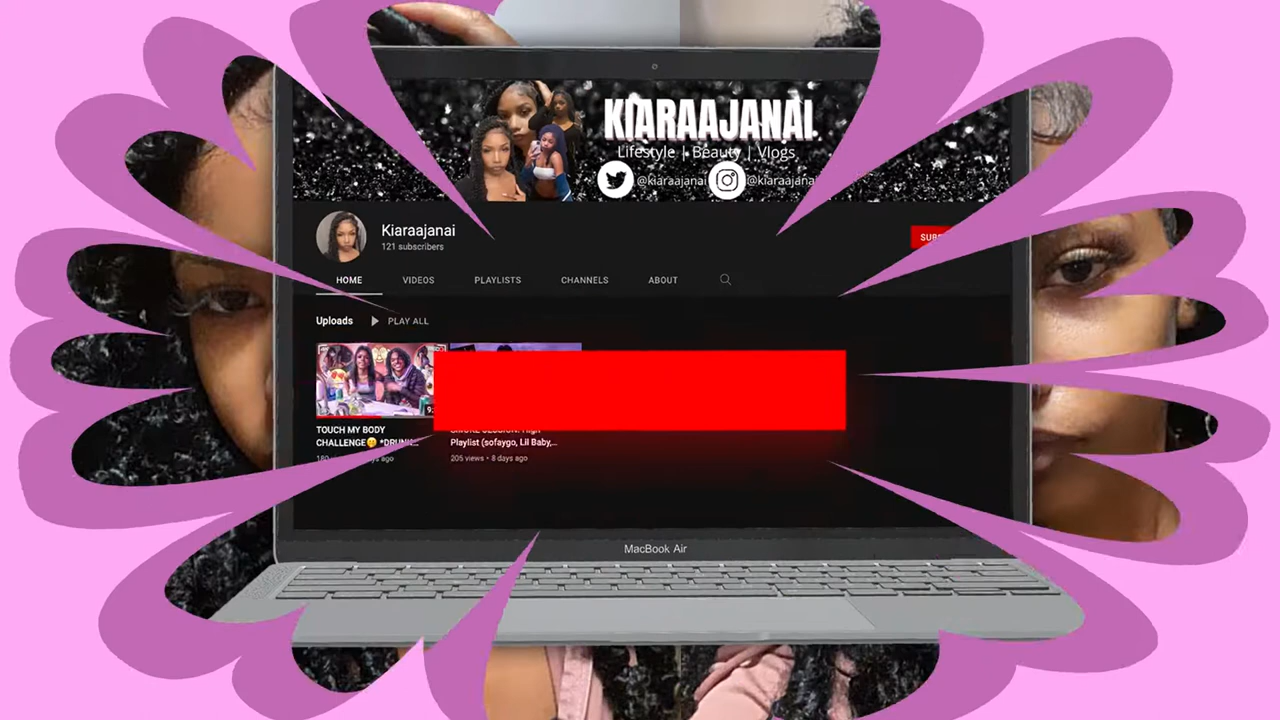 KIARAAJANAI.
Lifestyle | Beauty | Vlogs
@kiaraajanai @kiaraajanai
Kiaraajanai
121 subscribers
HOME VIDEOS PLAYLISTS CHANNELS ABOUT
Uploads PLAY ALL
TOUCH MY BODY
CHALLENGE🤭 *DRUNK...
Playlist (sofaygo, Lil Baby,...
205 views • 8 days ago
MacBook Air